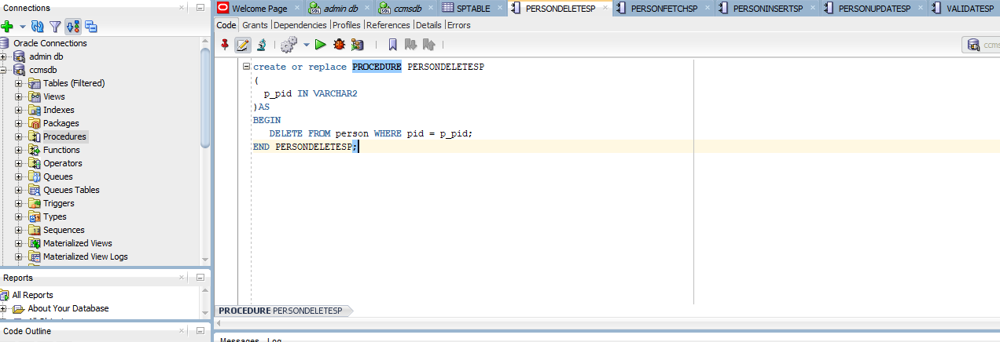 Connections
Oracle Connections
admin db
ccmsdb
Tables (Filtered)
Views
Indexes
Packages
Procedures
Functions
Operators
Queues
Queues Tables
Triggers
Types
Sequences
Materialized Views
Materialized View Logs
Reports
All Reports
About Your Database
Code Outline
Welcome Page
admin db
ccmsdb
SPTABLE
PERSONDELETESP
PERSONFETCHSP
PERSONINSERTSP
PERSONUPDATESP
VALIDATESP
Code Grants Dependencies Profiles References Details Errors
ccms
create or replace PROCEDURE PERSONDELETESP
(
p_pid IN VARCHAR2
)AS
BEGIN
DELETE FROM person WHERE pid = p_pid;
END PERSONDELETESP;
PROCEDURE PERSONDELETESP
Messages Log